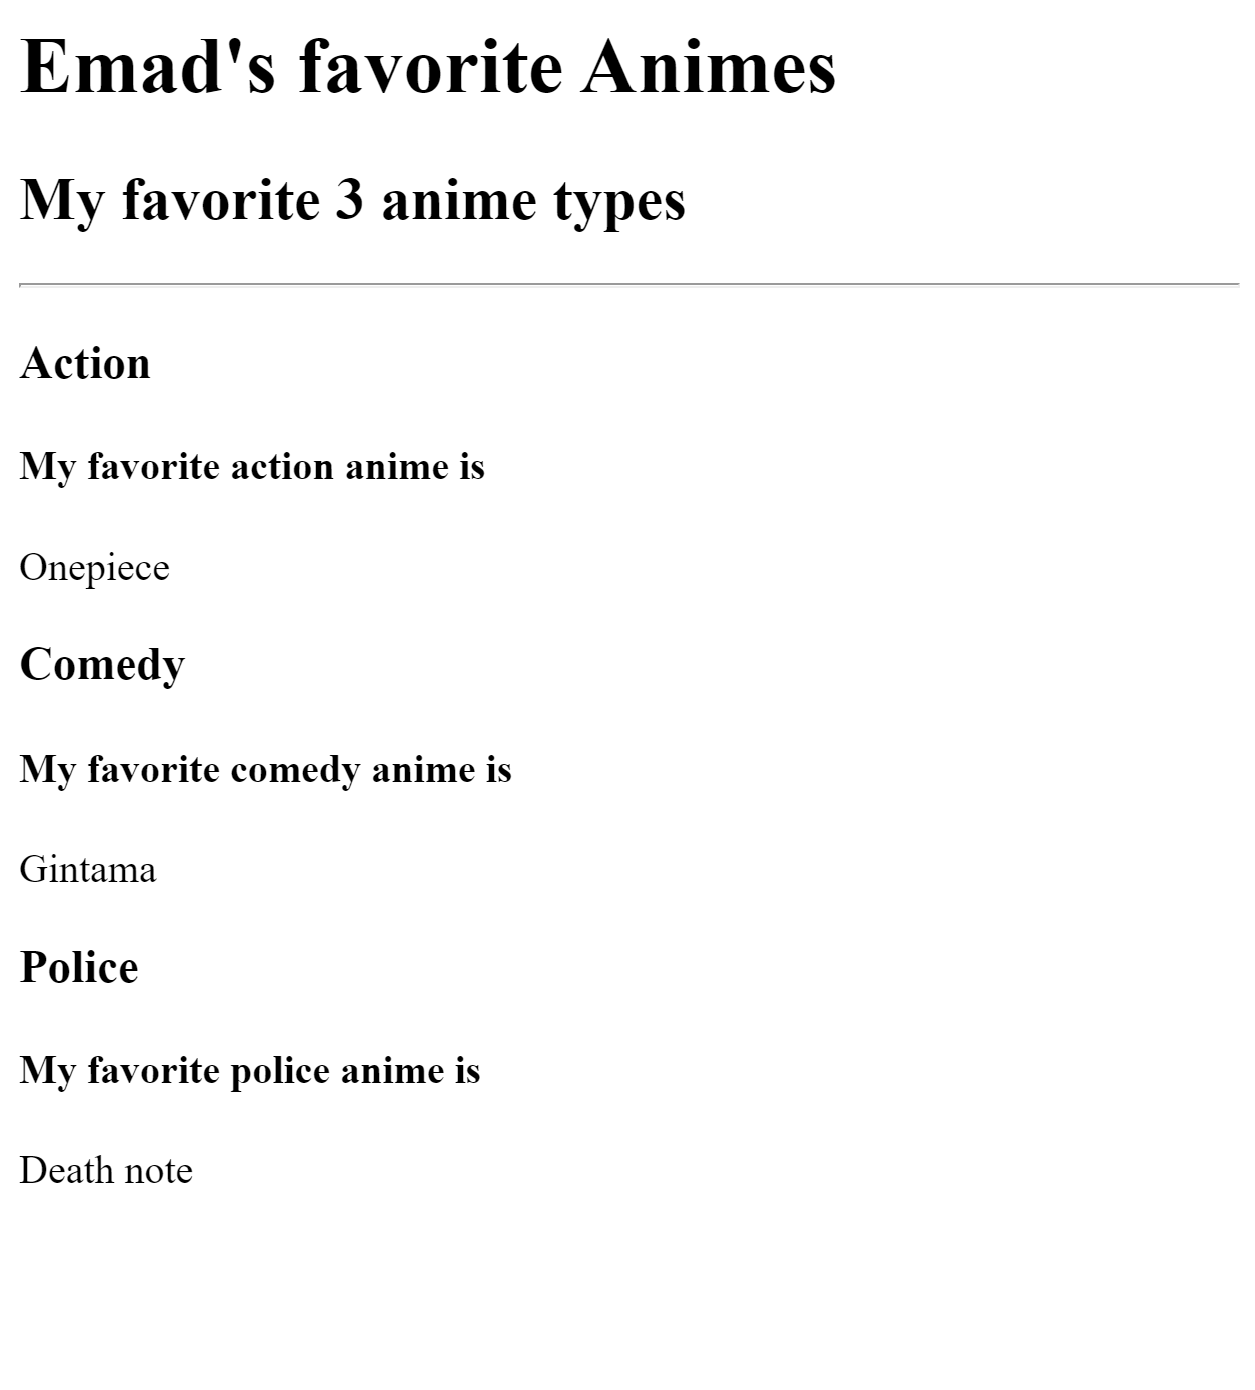 Emad's favorite Animes
My favorite 3 anime types
Action
My favorite action anime is
Onepiece
Comedy
My favorite comedy anime is
Gintama
Police
My favorite police anime is
Death note